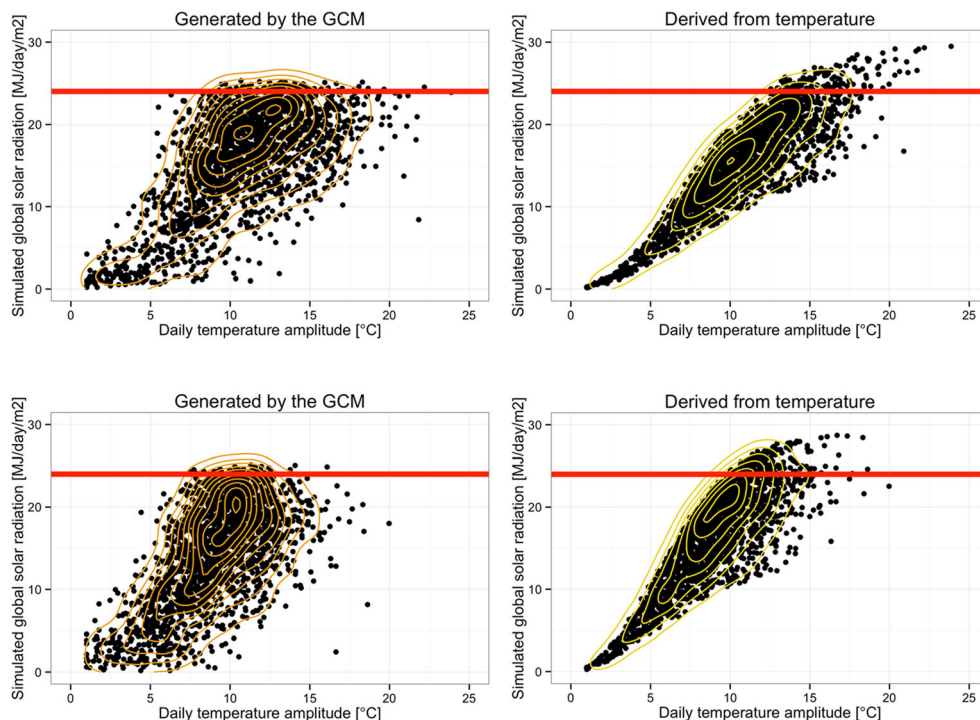 Generated by the GCM
Simulated global solar radiation [MJ/day/m2]
30
20
10
0
0 5 10 15 20 25
Daily temperature amplitude [°C]
Derived from temperature
Simulated global solar radiation [MJ/day/m2]
30
20
10
0
0 5 10 15 20 25
Daily temperature amplitude [°C]
Generated by the GCM
Simulated global solar radiation [MJ/day/m2]
30
20
10
0
0 5 10 15 20 25
Daily temperature amplitude [°C]
Derived from temperature
Simulated global solar radiation [MJ/day/m2]
30
20
10
0
0 5 10 15 20 25
Daily temperature amplitude [°C]